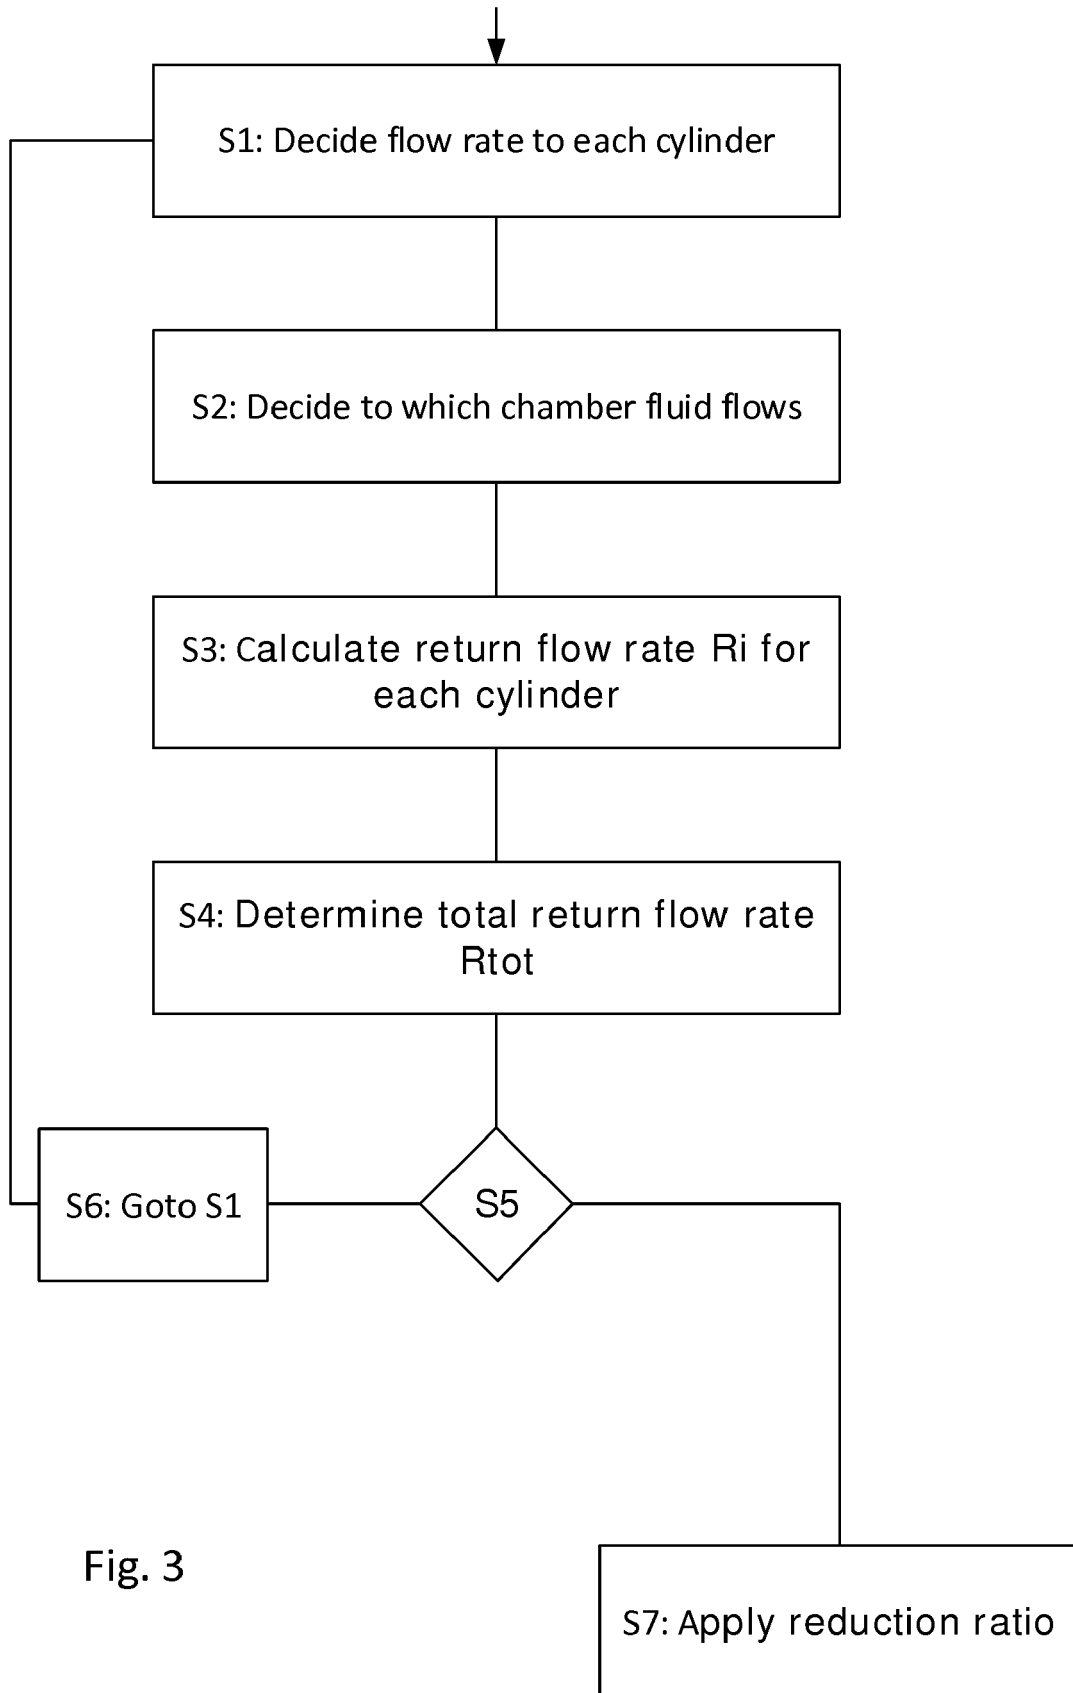 S1: Decide flow rate to each cylinder
S2: Decide to which chamber fluid flows
S3: Calculate return flow rate Ri for
each cylinder
S4: Determine total return flow rate
Rtot
S6: Goto S1
S5
Fig. 3
S7: Apply reduction ratio